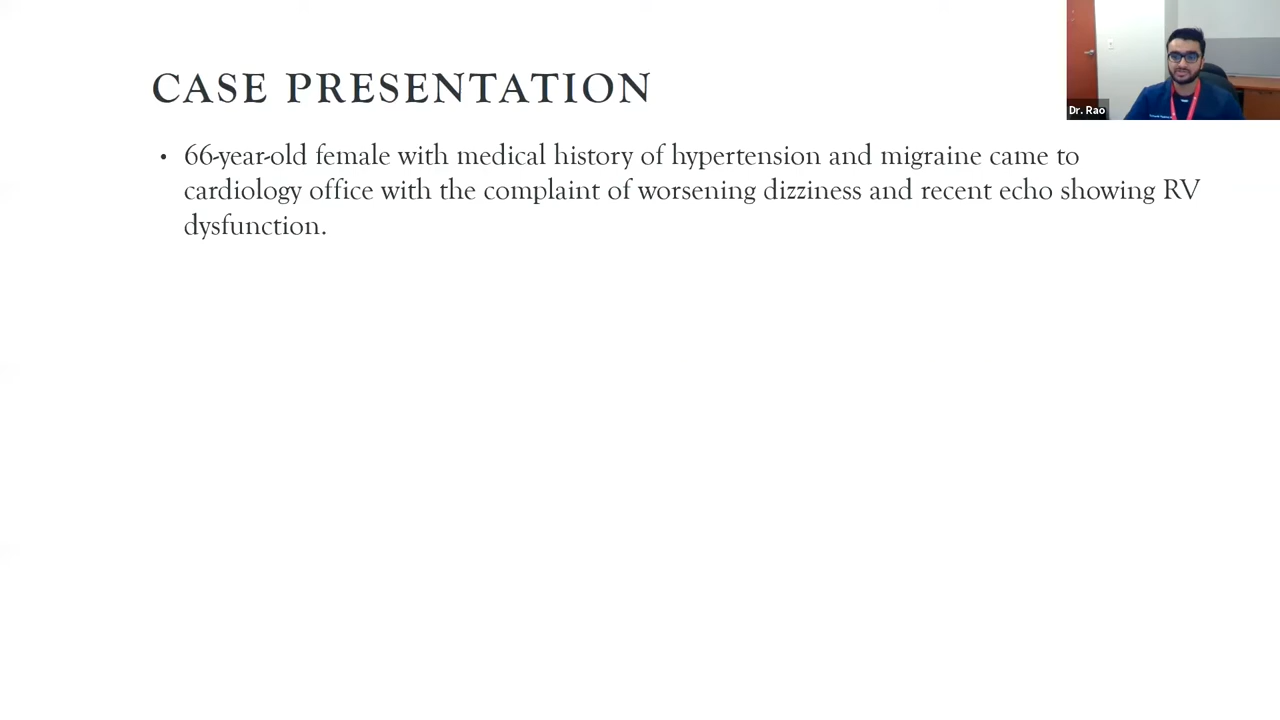 CASE PRESENTATION
Dr. Rao
• 66-year-old female with medical history of hypertension and migraine came to
cardiology office with the complaint of worsening dizziness and recent echo showing RV
dysfunction.